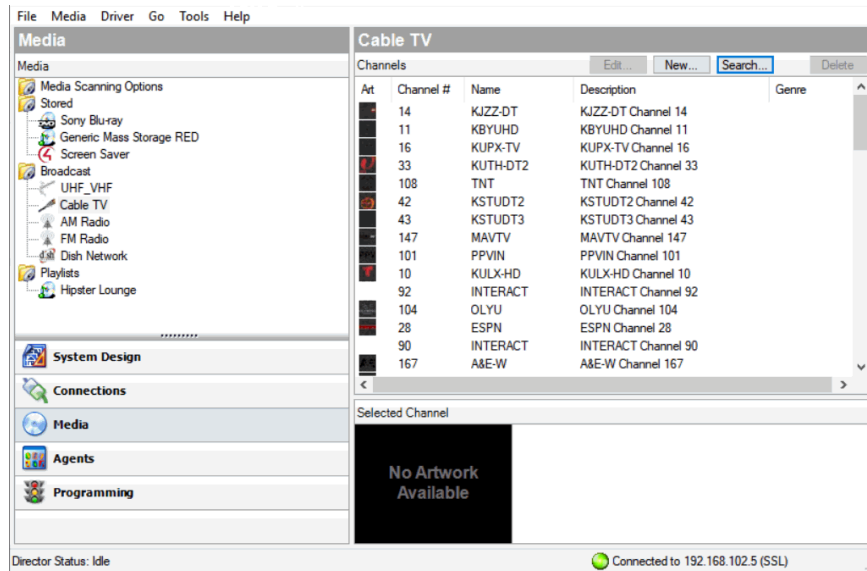 File Media Driver Go Tools Help
Media
Cable TV
Media
Channels Edit... New... Search... Delete
Media Scanning Options
Stored
Sony Blu-ray
Generic Mass Storage RED
Screen Saver
Broadcast
UHF_VHF
Cable TV
AM Radio
FM Radio
dish Dish Network
Playlists
Hipster Lounge
Art Channel # Name Description Genre
14 KJZZ-DT KJZZ-DT Channel 14
11 KBYUHD KBYUHD Channel 11
16 KUPX-TV KUPX-TV Channel 16
33 KUTH-DT2 KUTH-DT2 Channel 33
108 TNT TNT Channel 108
42 KSTUDT2 KSTUDT2 Channel 42
43 KSTUDT3 KSTUDT3 Channel 43
147 MAVTV MAVTV Channel 147
101 PPVIN PPVIN Channel 101
10 KULX-HD KULX-HD Channel 10
92 INTERACT INTERACT Channel 92
104 OLYU OLYU Channel 104
28 ESPN ESPN Channel 28
90 INTERACT INTERACT Channel 90
167 A&E-W A&E-W Channel 167
System Design
Connections
Media
Agents
Programming
Selected Channel
No Artwork
Available
Director Status: Idle
Connected to 192.168.102.5 (SSL)